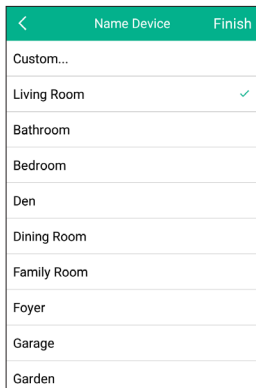 Name Device Finish
Custom...
Living Room
Bathroom
Bedroom
Den
Dining Room
Family Room
Foyer
Garage
Garden